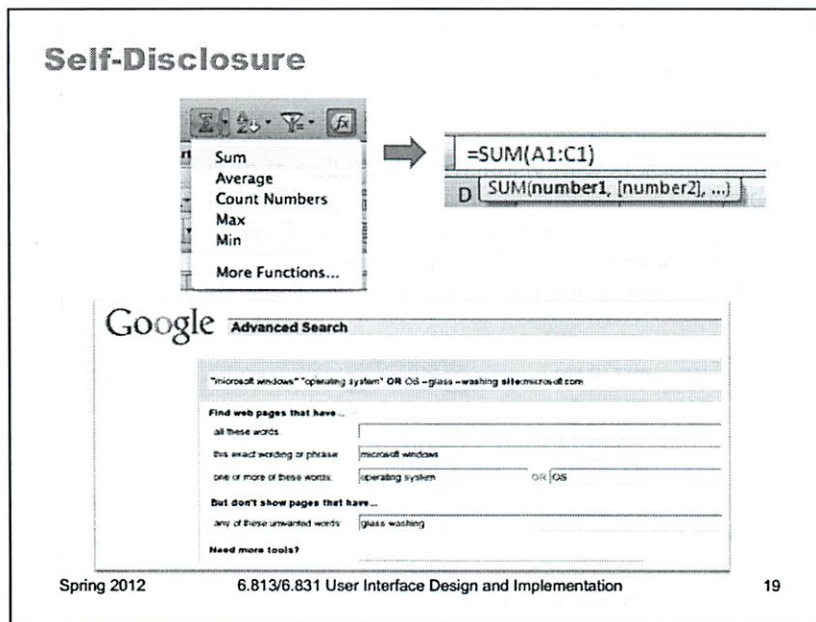 Self-Disclosure
Sum
Average
Count Numbers
Max
Min
More Functions...
=SUM(A1:C1)
D SUM(number1, [number2], ...)
Google Advanced Search
"microsoft windows" "operating system" OR OS –glass –washing site:microsoft.com
Find web pages that have...
all these words:
this exact wording or phrase: microsoft windows
one or more of these words: operating system OR OS
But don't show pages that have...
any of these unwanted words: glass washing
Need more tools?
Spring 2012 6.813/6.831 User Interface Design and Implementation 19